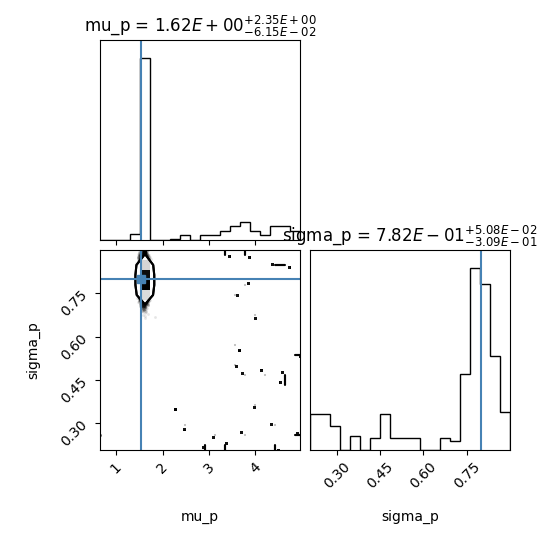 mu_p = 1.62E+00 +2.35E+00 -6.15E-02
sigma_p = 7.82E-01 +5.08E-02 -3.09E-01
0.75
0.60
0.45
0.30
sigma_p
1 2 3 4
0.30 0.45 0.60 0.75
mu_p
sigma_p